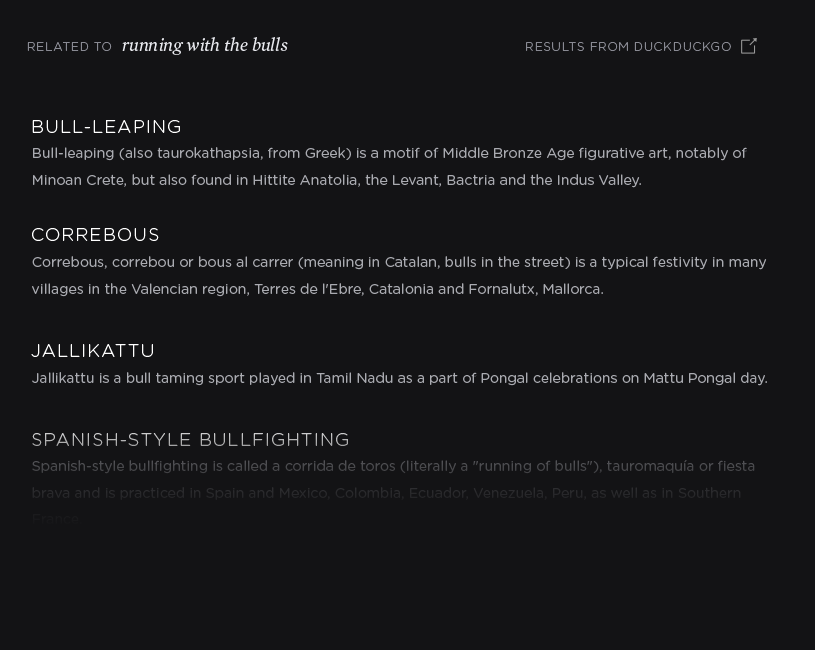 RELATED TO running with the bulls
RESULTS FROM DUCKDUCKGO
BULL-LEAPING
Bull-leaping (also taurokathapsia, from Greek) is a motif of Middle Bronze Age figurative art, notably of
Minoan Crete, but also found in Hittite Anatolia, the Levant, Bactria and the Indus Valley.
CORREBOUS
Correbous, correbou or bous al carrer (meaning in Catalan, bulls in the street) is a typical festivity in many
villages in the Valencian region, Terres de l'Ebre, Catalonia and Fornalutx, Mallorca.
JALLIKATTU
Jallikattu is a bull taming sport played in Tamil Nadu as a part of Pongal celebrations on Mattu Pongal day.
SPANISH-STYLE BULLFIGHTING
Spanish-style bullfighting is called a corrida de toros (literally a "running of bulls"), tauromaquía or fiesta
brava and is practiced in Spain and Mexico, Colombia, Ecuador, Venezuela, Peru, as well as in Southern
France.